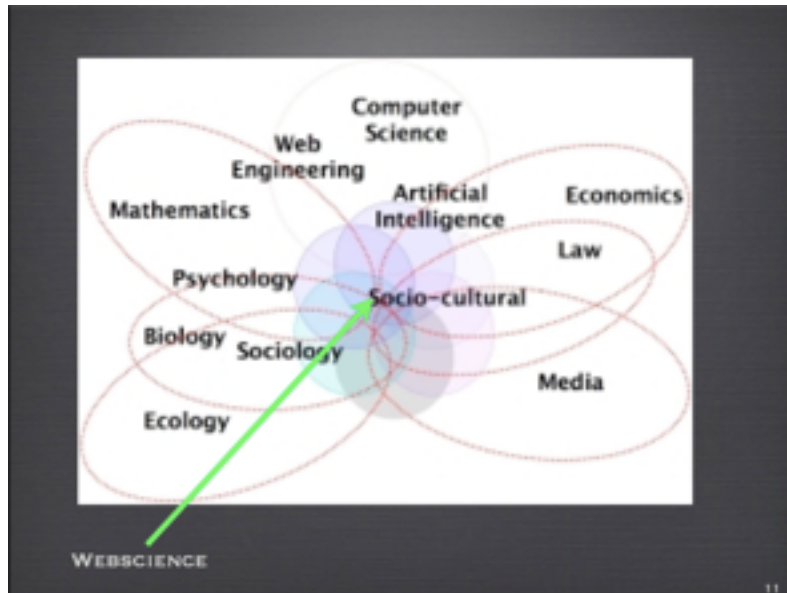 Computer
Science
Web
Engineering
Artificial
Intelligence
Economics
Mathematics
Law
Psychology
Socio-cultural
Biology
Sociology
Media
Ecology
Webscience
11